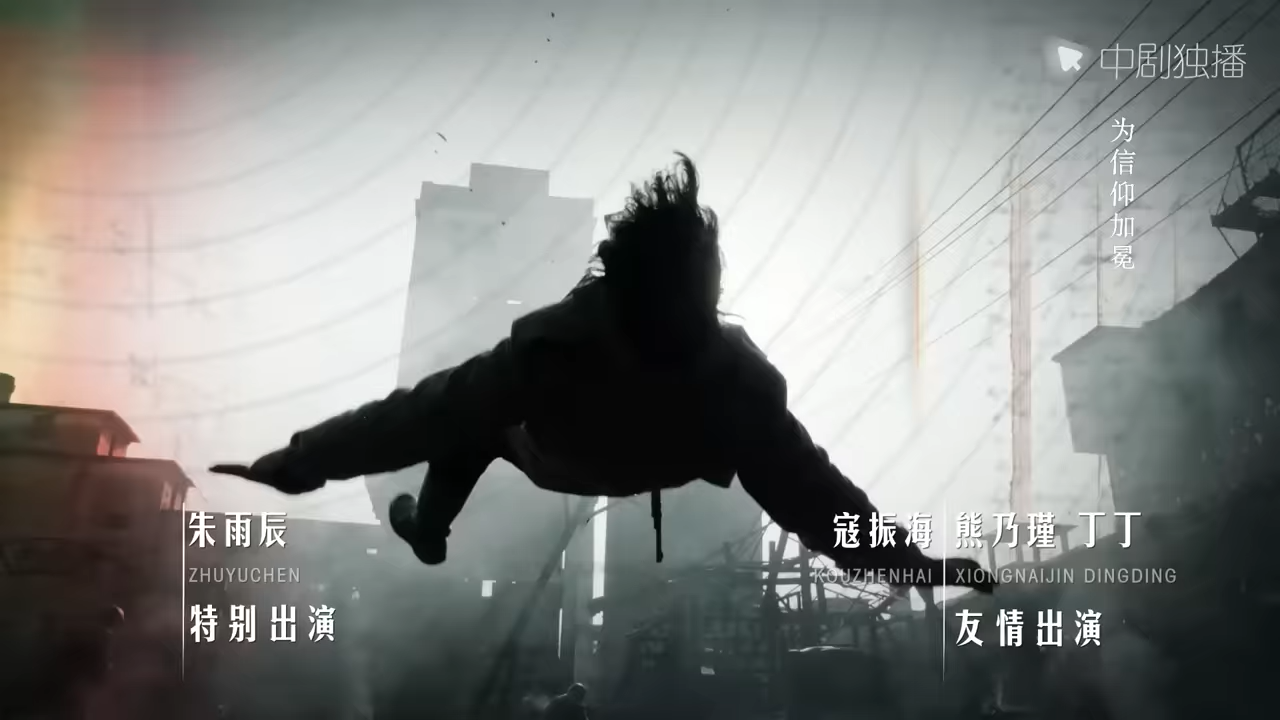 中剧独播
为信仰加冕
朱雨辰
ZHUYUCHEN
特别出演
寇振海 熊乃瑾 丁丁
KOUZHENHAI XIONGNAIJIN DINGDING
友情出演